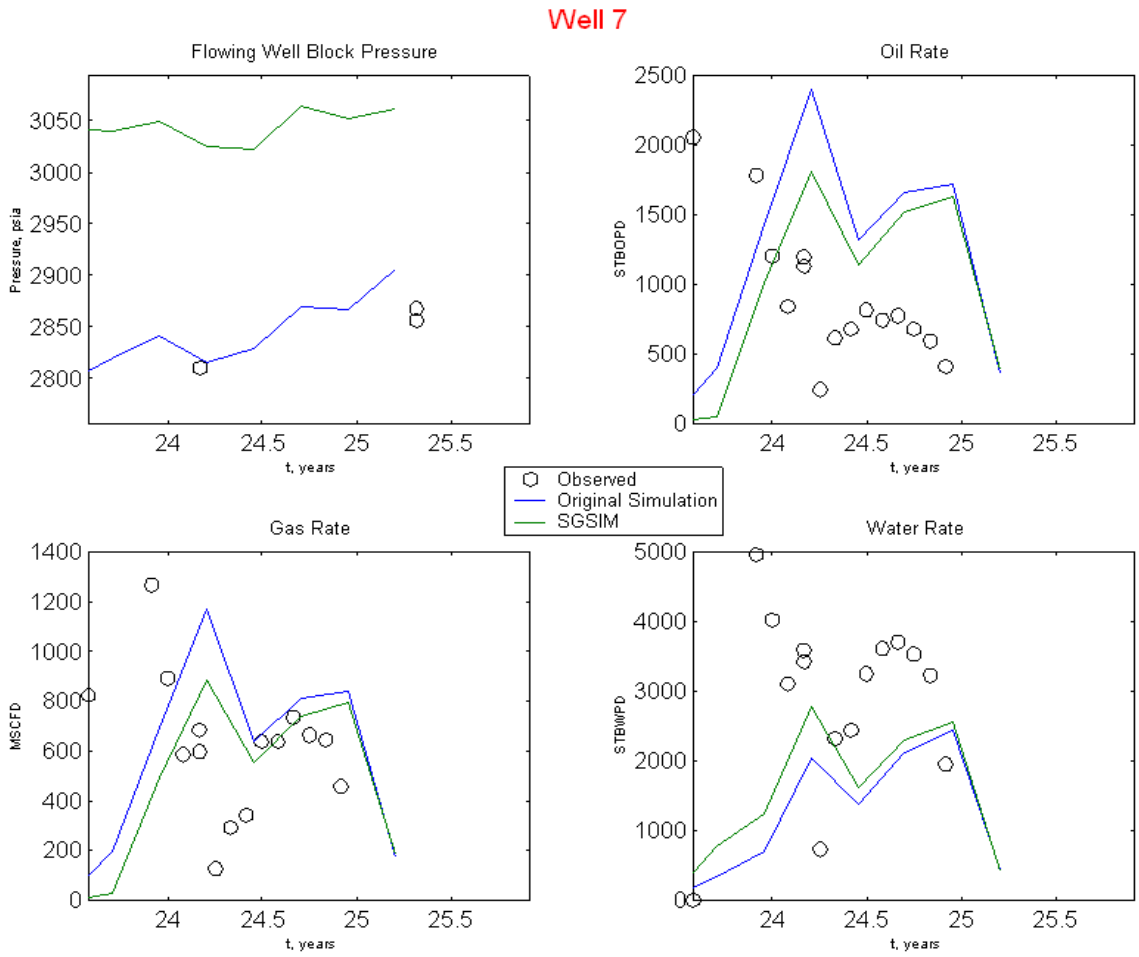 Well 7
Flowing Well Block Pressure
3050
3000
2950
2900
2850
2800
Pressure, psia
24
24.5
25
25.5
t, years
Oil Rate
2500
2000
1500
1000
500
0
STBOPD
24
24.5
25
25.5
t, years
Observed
Original Simulation
SGSIM
Gas Rate
1400
1200
1000
800
600
400
200
0
MSCFD
24
24.5
25
25.5
t, years
Water Rate
5000
4000
3000
2000
1000
0
STBWPD
24
24.5
25
25.5
t, years